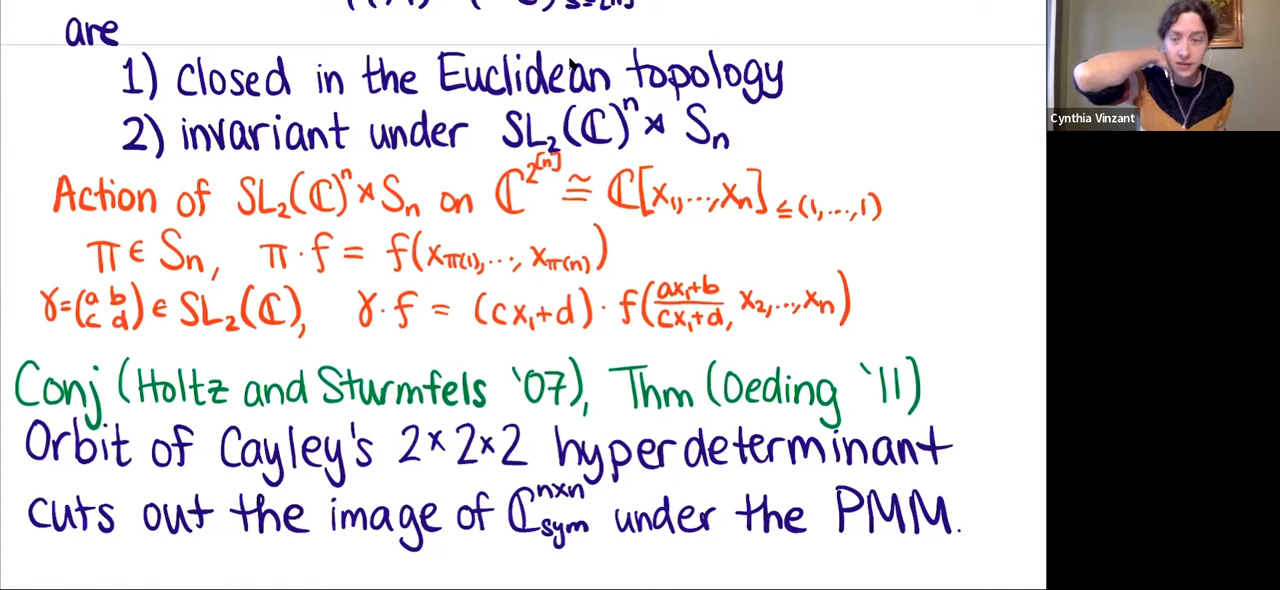 are
1) closed in the Euclidean topology
2) invariant under SL₂(ℂ)ⁿ ⋊ Sₙ
Action of SL₂(ℂ)ⁿ ⋊ Sₙ on ℂ^{2^{[n]}} ≅ ℂ[x₁,...,xₙ]_{≤(1,...,1)}
π ∈ Sₙ, π·f = f(x_{π(1)},..., x_{π(n)})
γ=(a b c d) ∈ SL₂(ℂ), γ·f = (cx₁+d)· f((ax₁+b)/(cx₁+d), x₂,...,xₙ)
Conj (Holtz and Sturmfels '07), Thm (Oeding '11)
Orbit of Cayley's 2×2×2 hyperdeterminant
cuts out the image of ℂ^{n×n}_{sym} under the PMM.
Cynthia Vinzant